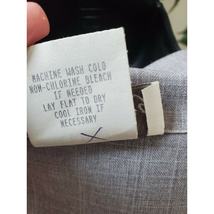 MACHINE WASH COLD
NON-CHLORINE BLEACH
IF NEEDED
LAY FLAT TO DRY
COOL IRON IF
NECESSARY